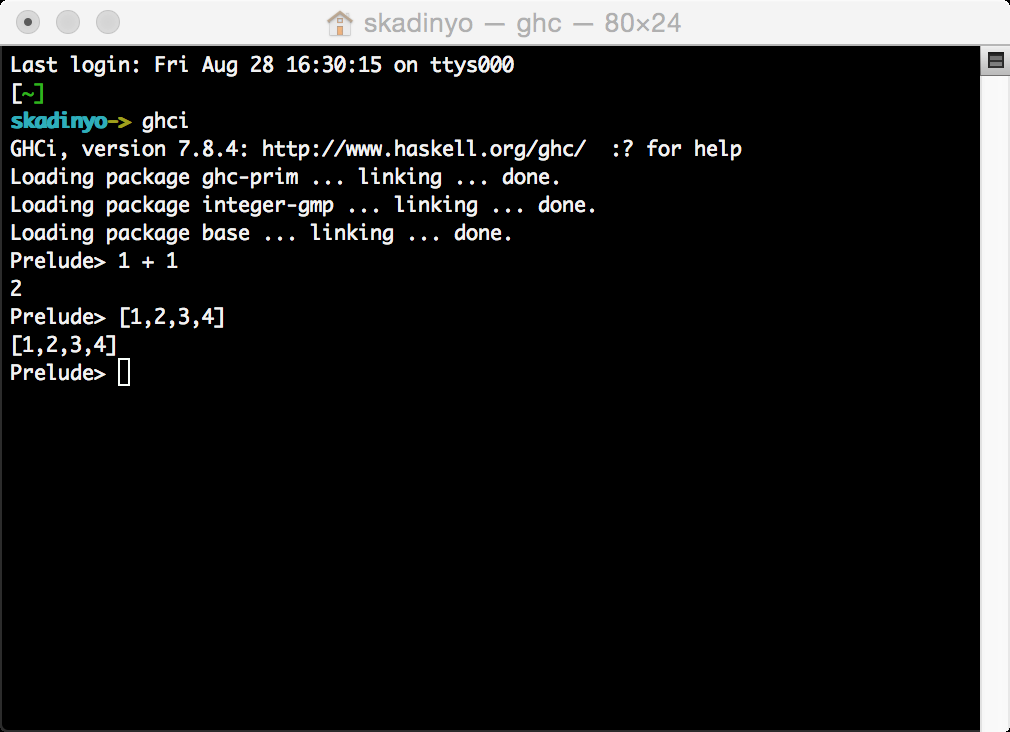 skadinyo — ghc — 80×24
Last login: Fri Aug 28 16:30:15 on ttys000
[~]
skadinyo-> ghci
GHCi, version 7.8.4: http://www.haskell.org/ghc/  :? for help
Loading package ghc-prim ... linking ... done.
Loading package integer-gmp ... linking ... done.
Loading package base ... linking ... done.
Prelude> 1 + 1
2
Prelude> [1,2,3,4]
[1,2,3,4]
Prelude>